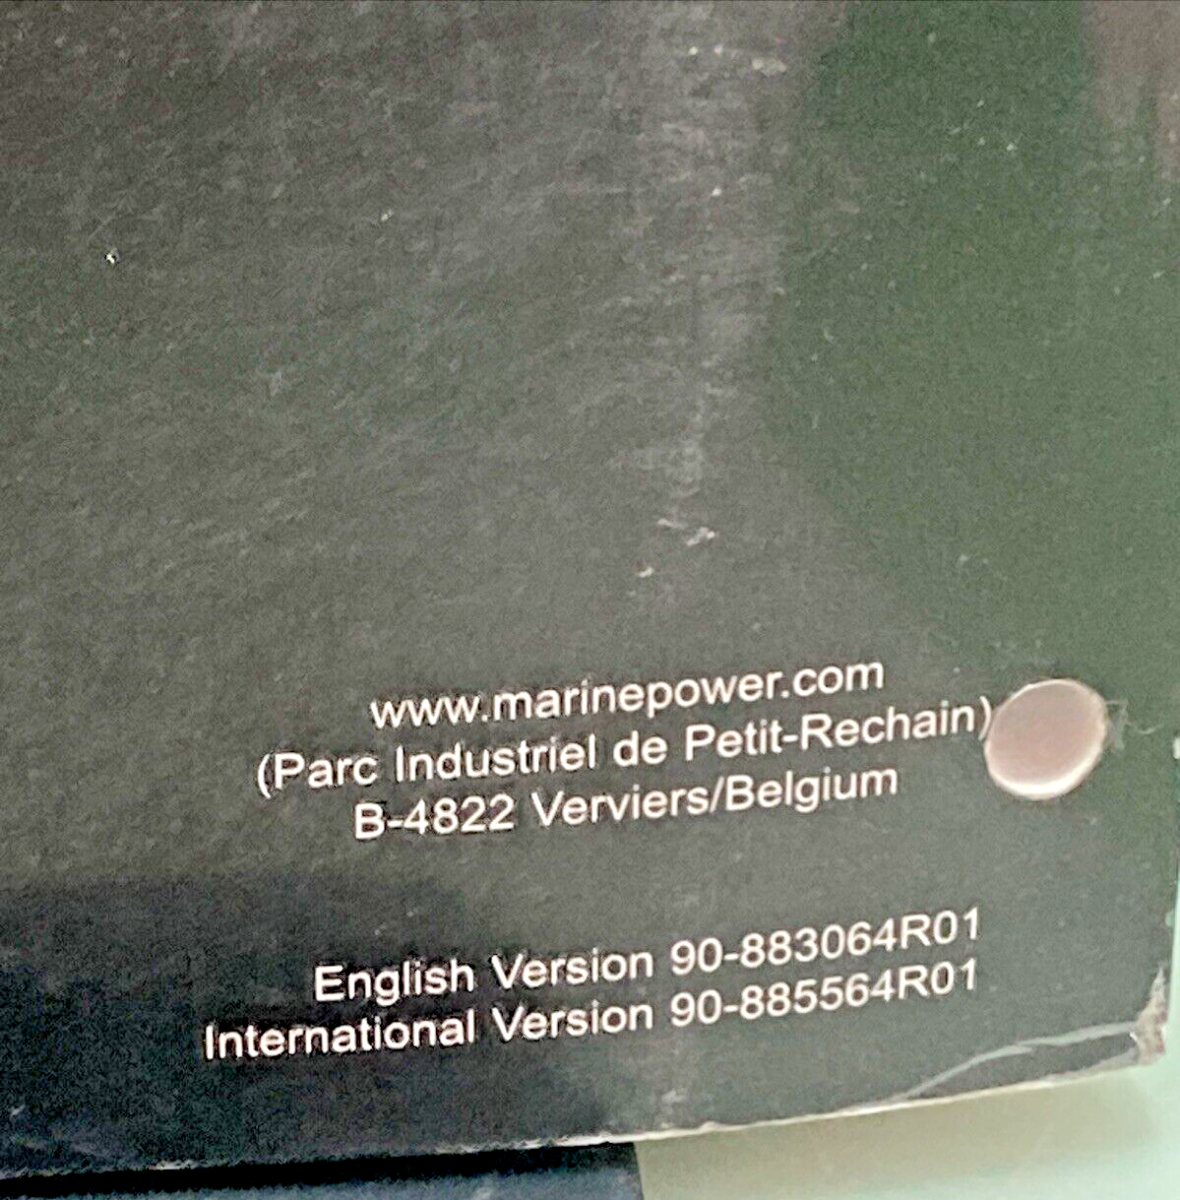 www.marinepower.com
(Parc Industriel de Petit-Rechain)
B-4822 Verviers/Belgium
English Version 90-883064R01
International Version 90-885564R01